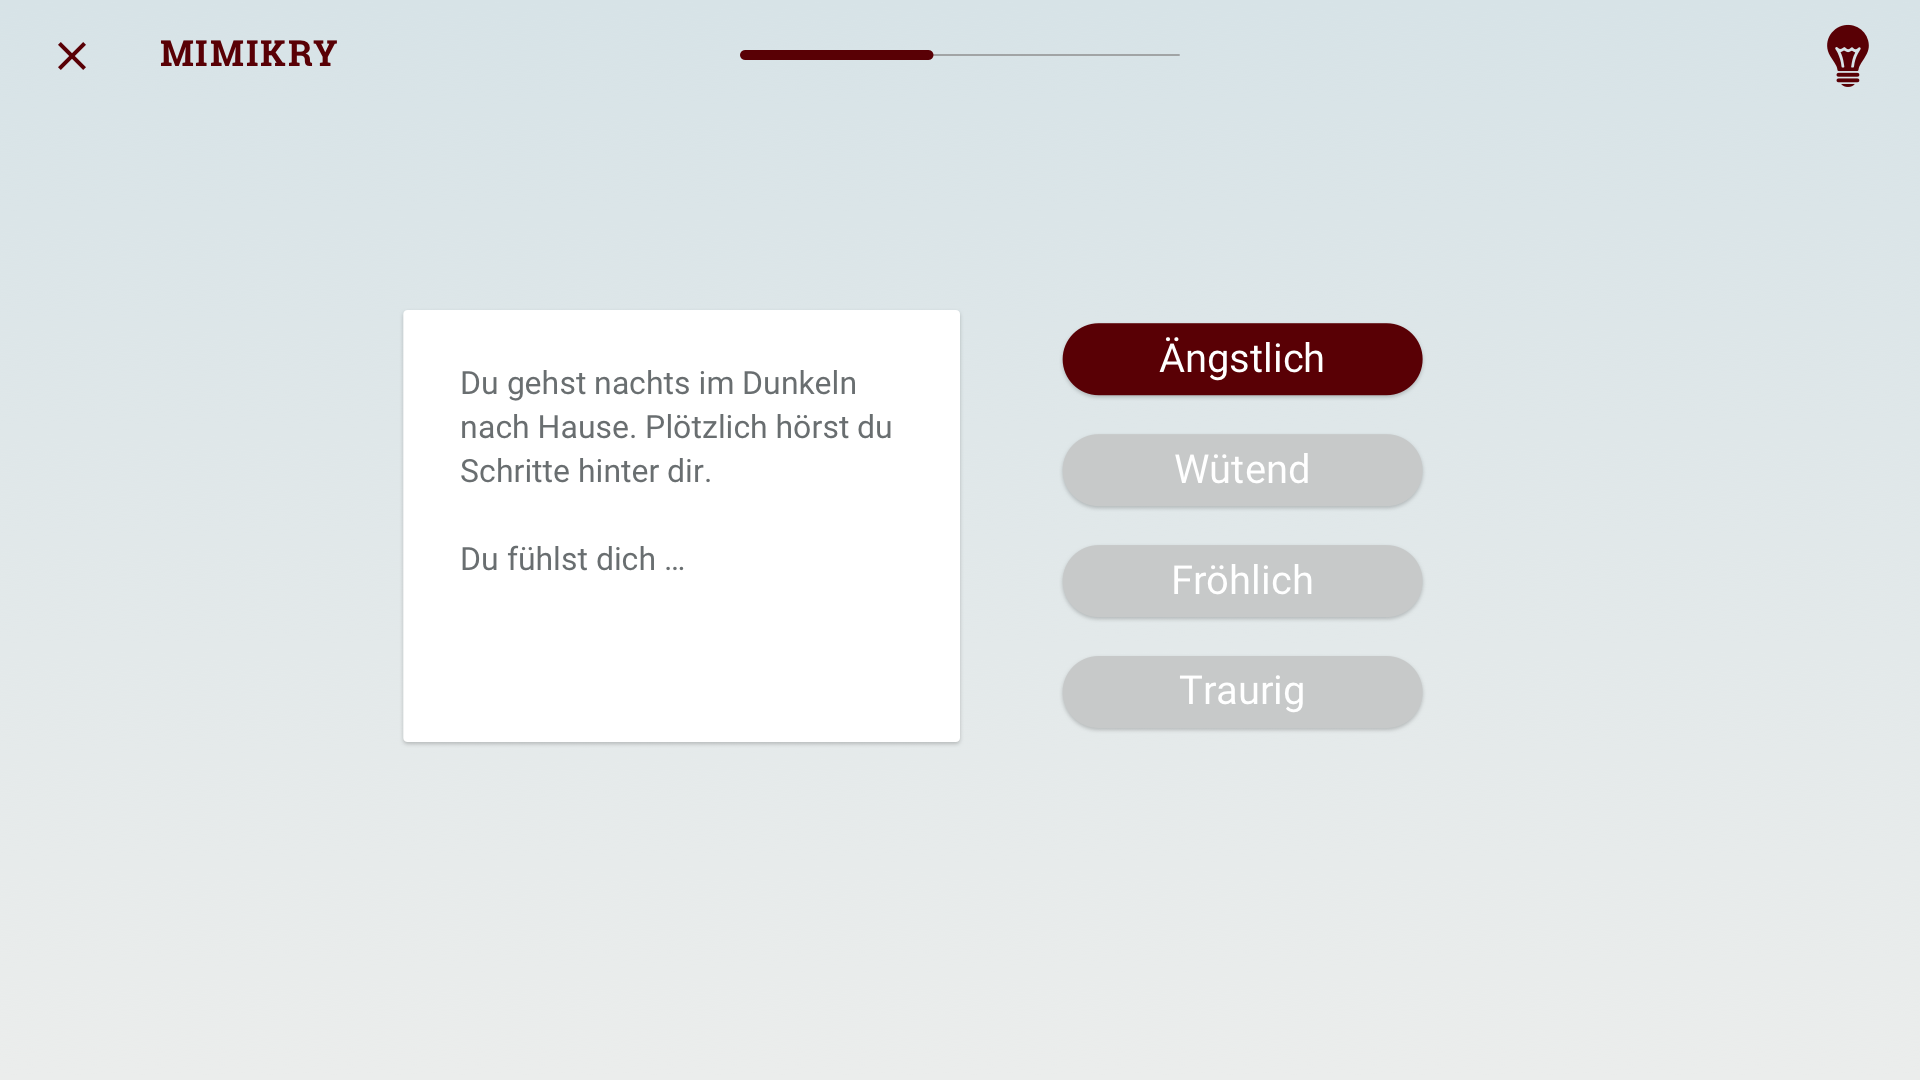 MIMIKRY
Du gehst nachts im Dunkeln
nach Hause. Plötzlich hörst du
Schritte hinter dir.
Du fühlst dich ...
Ängstlich
Wütend
Fröhlich
Traurig